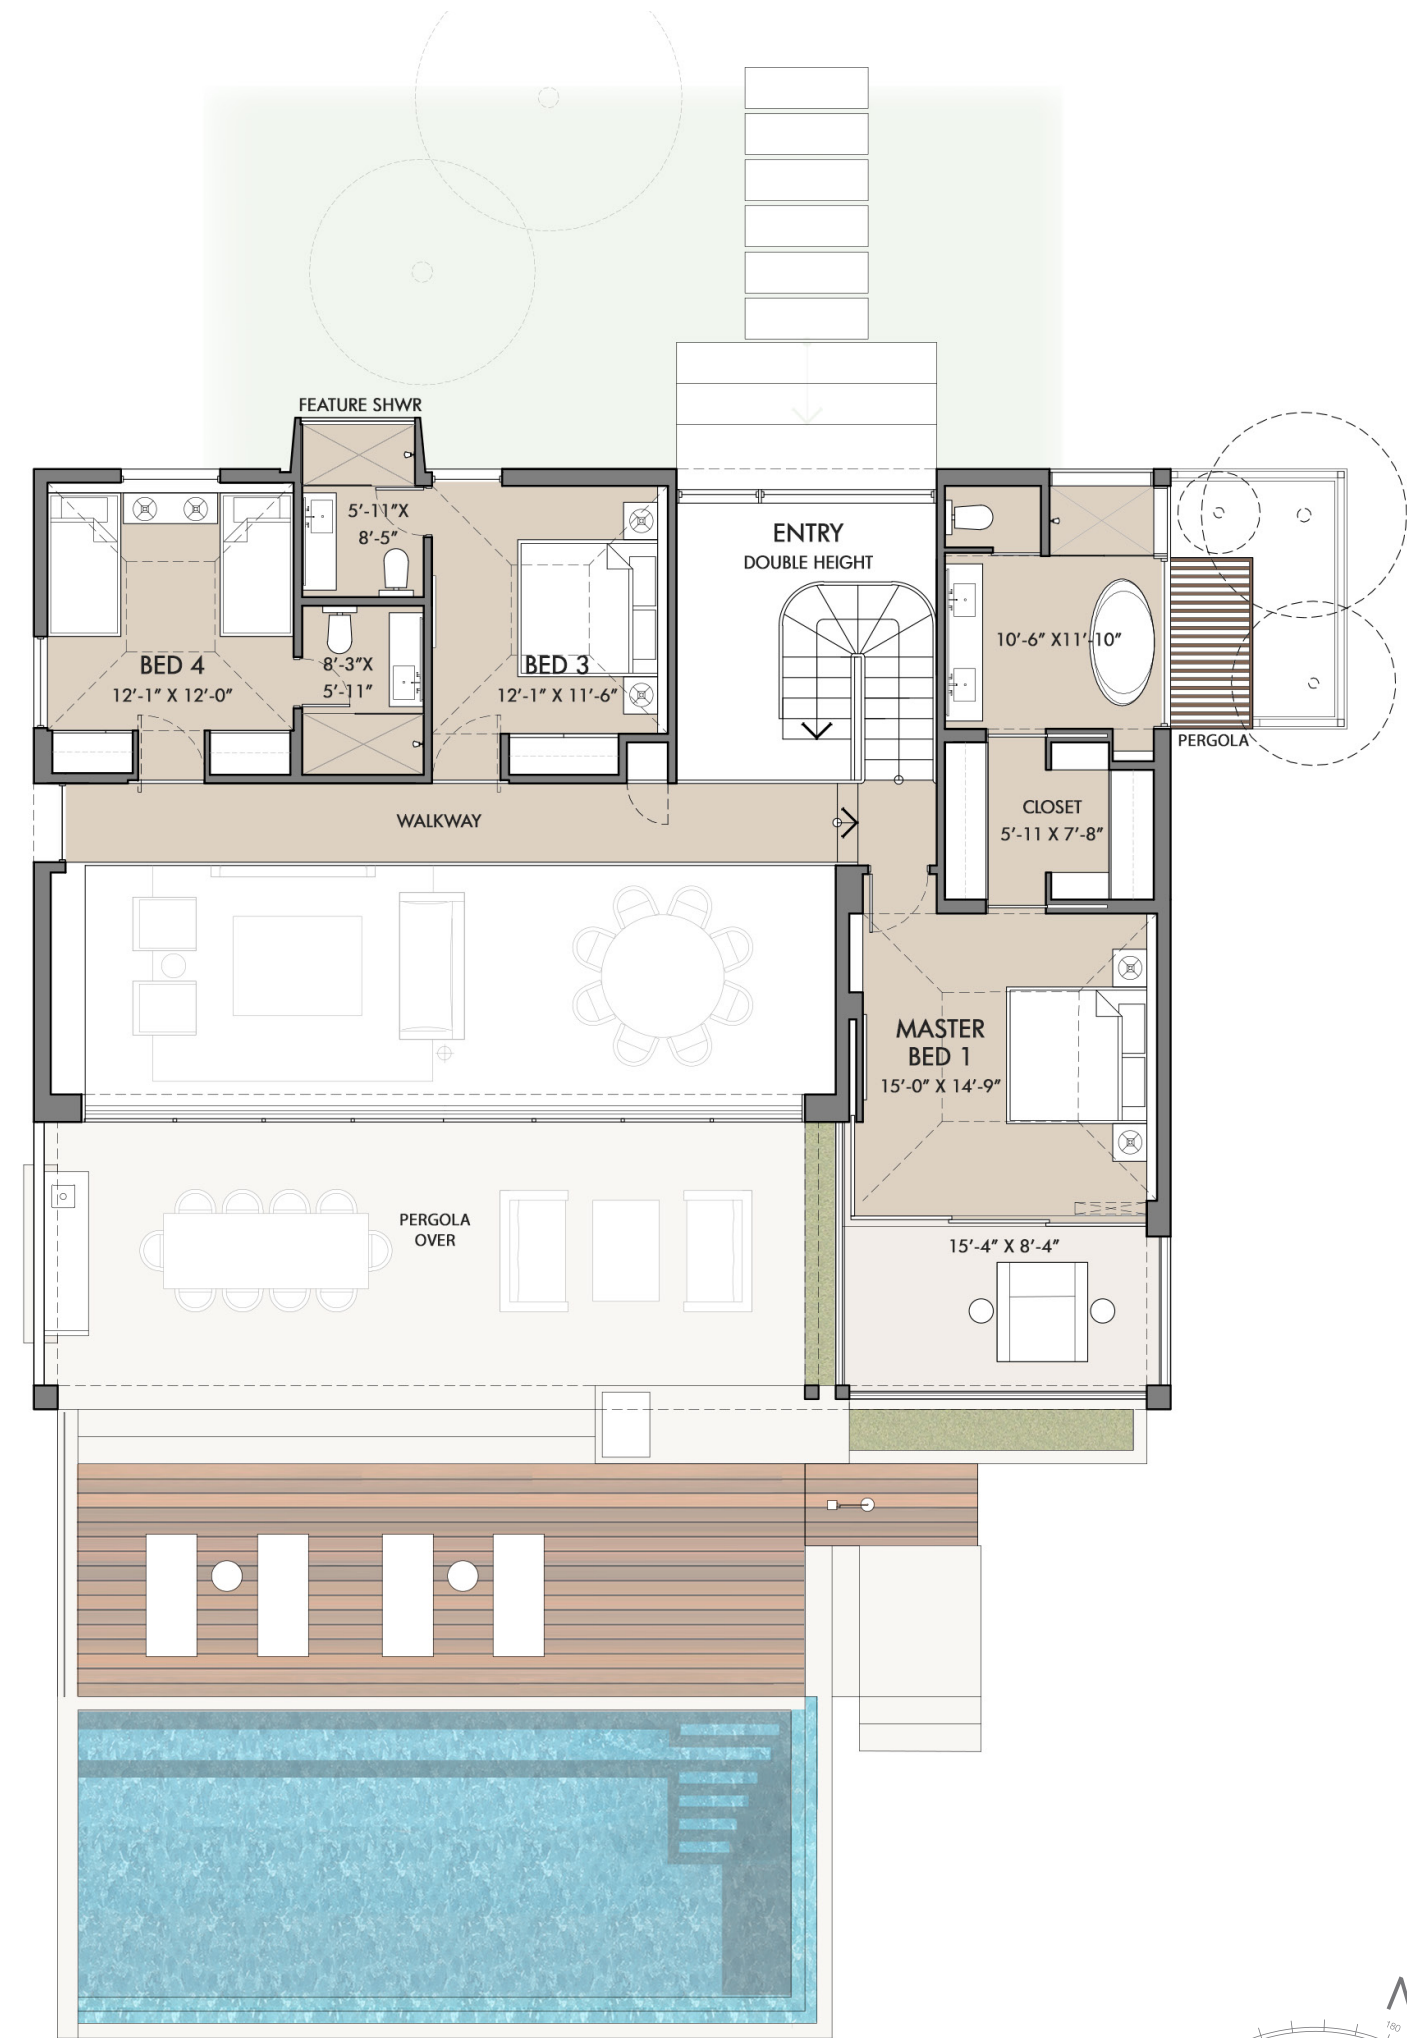 FEATURE SHWR
5'-11"X
8'-5"
ENTRY
DOUBLE HEIGHT
BED 4
12'-1" X 12'-0"
8'-3"X
5'-11"
BED 3
12'-1" X 11'-6"
10'-6" X11'-10"
PERGOLA
WALKWAY
CLOSET
5'-11 X 7'-8"
MASTER
BED 1
15'-0" X 14'-9"
PERGOLA
OVER
15'-4" X 8'-4"
180